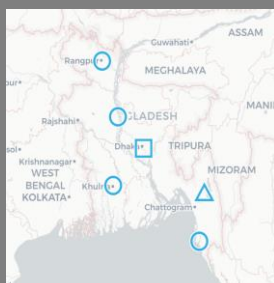 ASSAM
Guwahati
Rangpur
MEGHALAYA
Rajshahi
GLADESH
MANI
Dhaka
TRIPURA
Krishnanagar
MIZORAM
WEST
BENGAL
KOLKATA
Khulna
Chattogram